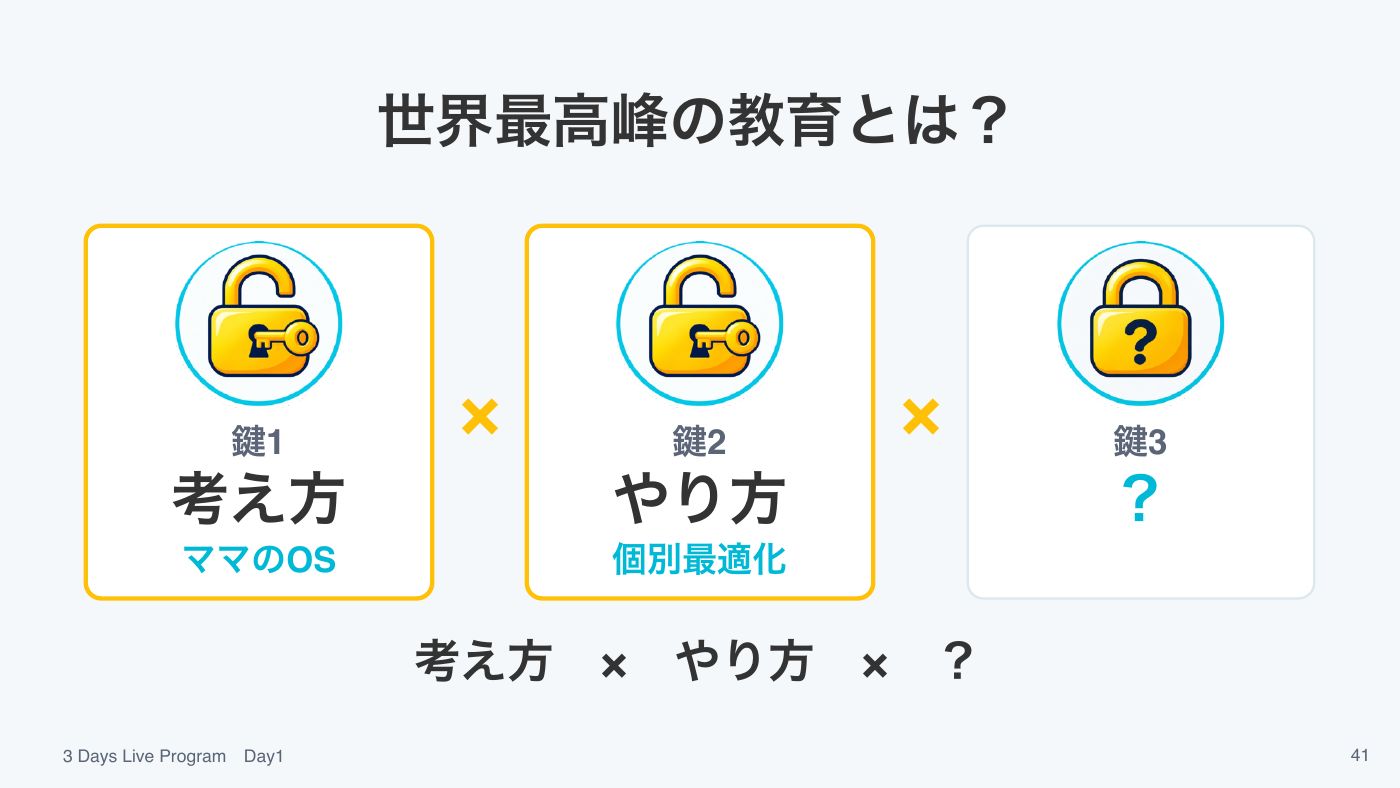 世界最高峰の教育とは？
鍵1
考え方
ママのOS
×
鍵2
やり方
個別最適化
×
?
鍵3
？
考え方　×　やり方　×　？
3 Days Live Program　Day1
41